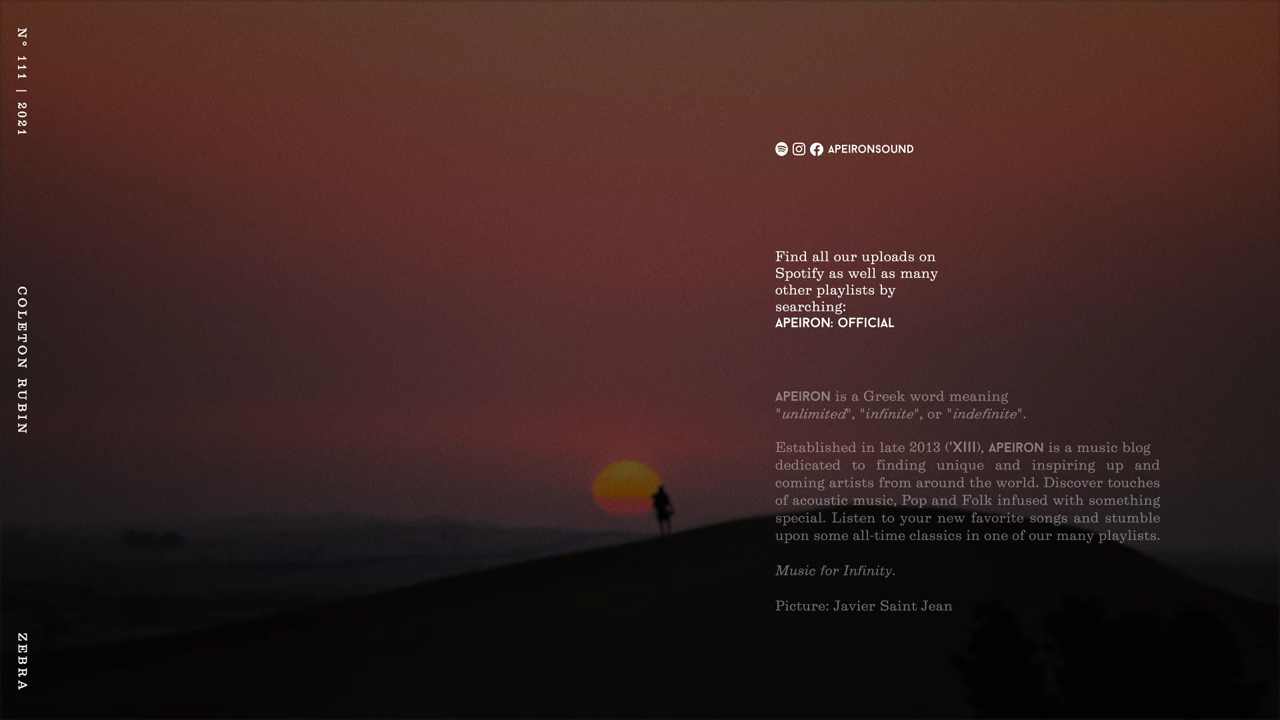 N° 111 | 2021
COLETON RUBIN
ZEBRA
APEIRONSOUND
Find all our uploads on
Spotify as well as many
other playlists by
searching:
APEIRON: OFFICIAL
APEIRON is a Greek word meaning
"unlimited", "infinite", or "indefinite".
Established in late 2013 ('XIII), APEIRON is a music blog
dedicated to finding unique and inspiring up and
coming artists from around the world. Discover touches
of acoustic music, Pop and Folk infused with something
special. Listen to your new favorite songs and stumble
upon some all-time classics in one of our many playlists.
Music for Infinity.
Picture: Javier Saint Jean